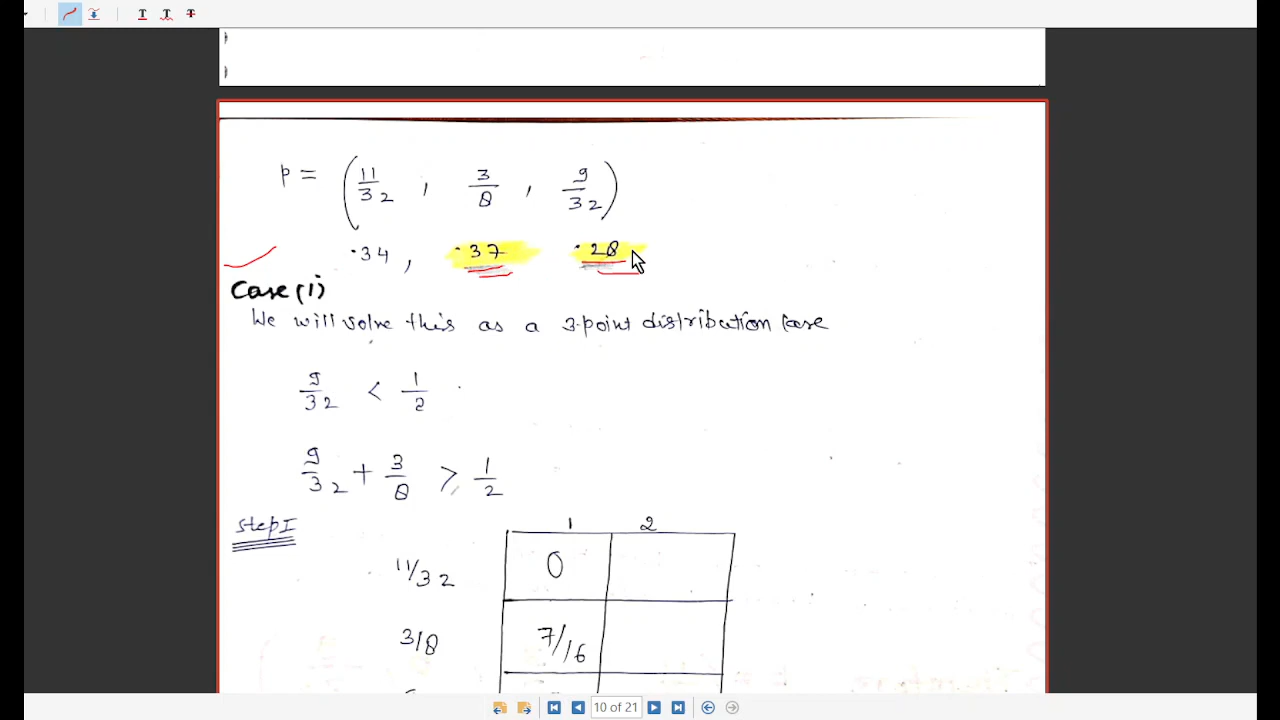 T T T
p = ( 11/32 , 3/8 , 9/32 )
.34 , .37 .28
Case (i)
We will solve this as a 3-point distribution case
9/32 < 1/2 .
9/32 + 3/8 > 1/2
Step I
1 2
11/32 0
3/8 7/16
10 of 21